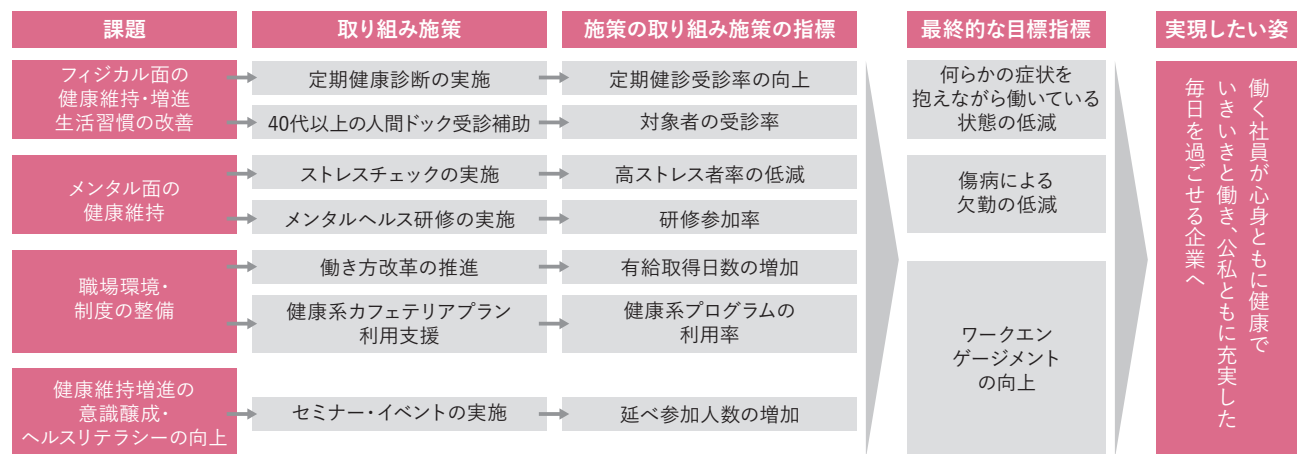 課題
取り組み施策
施策の取り組み施策の指標
最終的な目標指標
実現したい姿
フィジカル面の
健康維持・増進
生活習慣の改善
定期健康診断の実施
定期健診受診率の向上
40代以上の人間ドック受診補助
対象者の受診率
メンタル面の
健康維持
ストレスチェックの実施
高ストレス者率の低減
メンタルヘルス研修の実施
研修参加率
職場環境・
制度の整備
働き方改革の推進
有給取得日数の増加
健康系カフェテリアプラン
利用支援
健康系プログラムの
利用率
健康維持増進の
意識醸成・
ヘルスリテラシーの向上
セミナー・イベントの実施
延べ参加人数の増加
何らかの症状を
抱えながら働いている
状態の低減
傷病による
欠勤の低減
ワークエン
ゲージメント
の向上
働く社員が心身ともに健康で
いきいきと働き、公私ともに充実した
毎日を過ごせる企業へ